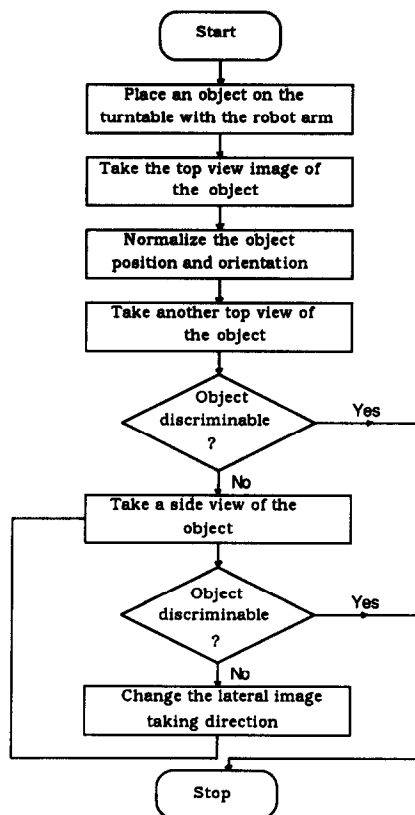 Start
Place an object on the
turntable with the robot arm
Take the top view image of
the object
Normalize the object
position and orientation
Take another top view of
the object
Object
discriminable
?
Yes
No
Take a side view of the
object
Object
discriminable
?
Yes
No
Change the lateral image
taking direction
Stop